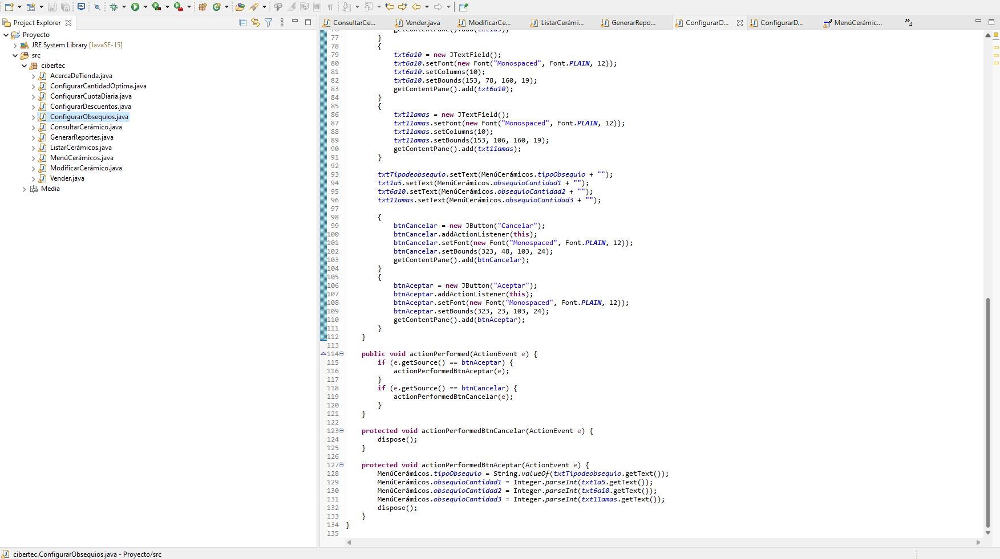 Project Explorer
Proyecto
JRE System Library [JavaSE-15]
src
cibertec
AcercaDeTienda.java
ConfigurarCantidadOptima.java
ConfigurarCuotaDiaria.java
ConfigurarDescuentos.java
ConfigurarObsequios.java
ConsultarCerámico.java
GenerarReportes.java
ListarCerámicos.java
MenúCerámicos.java
ModificarCerámico.java
Vender.java
Media
ConsultarCe... Vender.java ModificarCe... ListarCerámi... GenerarRepo... ConfigurarO... ConfigurarD... MenúCerámic... »4
77 }
78 {
79 txt6a10 = new JTextField();
80 txt6a10.setFont(new Font("Monospaced", Font.PLAIN, 12));
81 txt6a10.setColumns(10);
82 txt6a10.setBounds(153, 78, 160, 19);
83 getContentPane().add(txt6a10);
84 }
85 {
86 txt11amas = new JTextField();
87 txt11amas.setFont(new Font("Monospaced", Font.PLAIN, 12));
88 txt11amas.setColumns(10);
89 txt11amas.setBounds(153, 106, 160, 19);
90 getContentPane().add(txt11amas);
91 }
92
93 txtTipodeobsequio.setText(MenúCerámicos.tipoObsequio + "");
94 txt1a5.setText(MenúCerámicos.obsequioCantidad1 + "");
95 txt6a10.setText(MenúCerámicos.obsequioCantidad2 + "");
96 txt11amas.setText(MenúCerámicos.obsequioCantidad3 + "");
97
98 {
99 btnCancelar = new JButton("Cancelar");
100 btnCancelar.addActionListener(this);
101 btnCancelar.setFont(new Font("Monospaced", Font.PLAIN, 12));
102 btnCancelar.setBounds(323, 48, 103, 24);
103 getContentPane().add(btnCancelar);
104 }
105 {
106 btnAceptar = new JButton("Aceptar");
107 btnAceptar.addActionListener(this);
108 btnAceptar.setFont(new Font("Monospaced", Font.PLAIN, 12));
109 btnAceptar.setBounds(323, 23, 103, 24);
110 getContentPane().add(btnAceptar);
111 }
112 }
113
114 public void actionPerformed(ActionEvent e) {
115 if (e.getSource() == btnAceptar) {
116 actionPerformedBtnAceptar(e);
117 }
118 if (e.getSource() == btnCancelar) {
119 actionPerformedBtnCancelar(e);
120 }
121 }
122
123 protected void actionPerformedBtnCancelar(ActionEvent e) {
124 dispose();
125 }
126
127 protected void actionPerformedBtnAceptar(ActionEvent e) {
128 MenúCerámicos.tipoObsequio = String.valueOf(txtTipodeobsequio.getText());
129 MenúCerámicos.obsequioCantidad1 = Integer.parseInt(txt1a5.getText());
130 MenúCerámicos.obsequioCantidad2 = Integer.parseInt(txt6a10.getText());
131 MenúCerámicos.obsequioCantidad3 = Integer.parseInt(txt11amas.getText());
132 dispose();
133 }
134 }
135
cibertec.ConfigurarObsequios.java - Proyecto/src